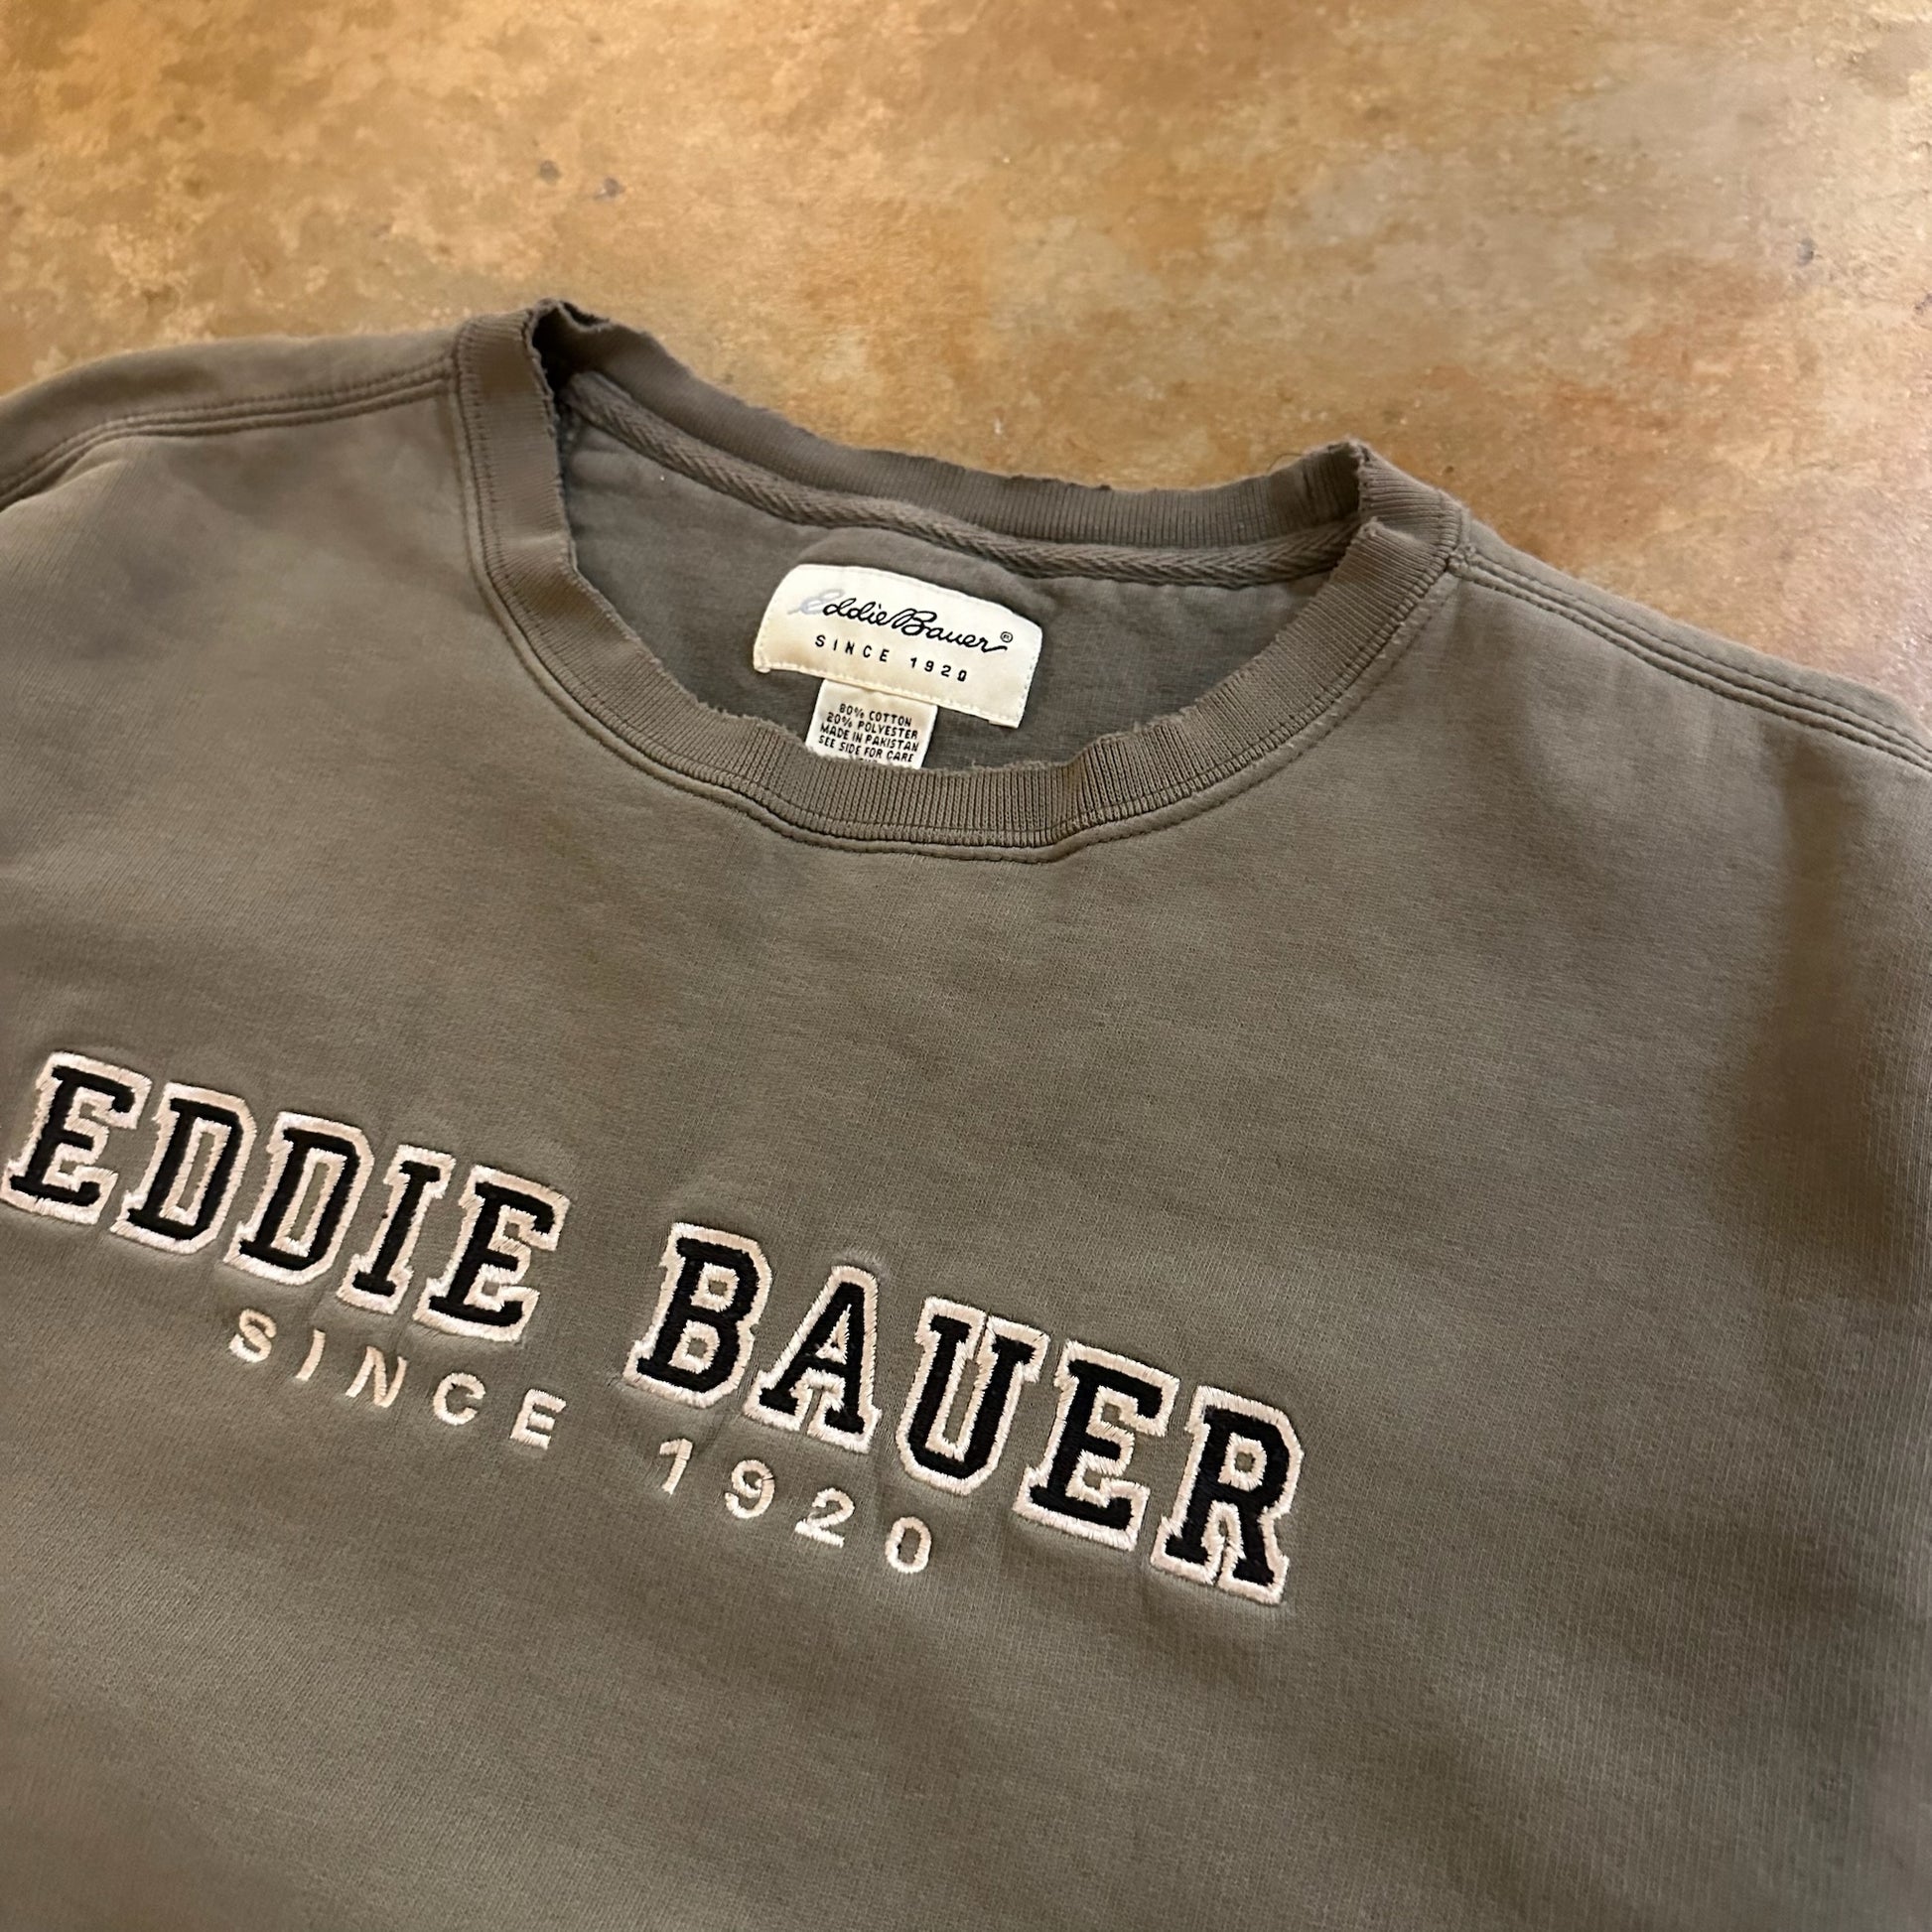 Eddie Bauer®
SINCE 1920
80% COTTON
20% POLYESTER
MADE IN PAKISTAN
SEE SIDE FOR CARE
EDDIE BAUER
SINCE 1920